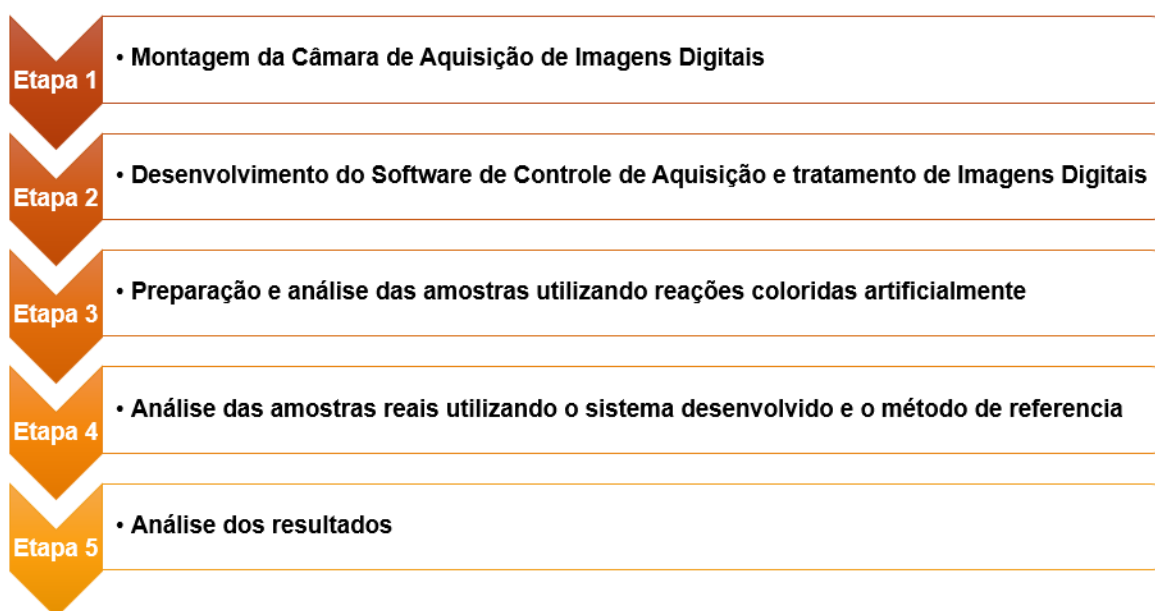 Etapa 1
• Montagem da Câmara de Aquisição de Imagens Digitais
Etapa 2
• Desenvolvimento do Software de Controle de Aquisição e tratamento de Imagens Digitais
Etapa 3
• Preparação e análise das amostras utilizando reações coloridas artificialmente
Etapa 4
• Análise das amostras reais utilizando o sistema desenvolvido e o método de referencia
Etapa 5
• Análise dos resultados